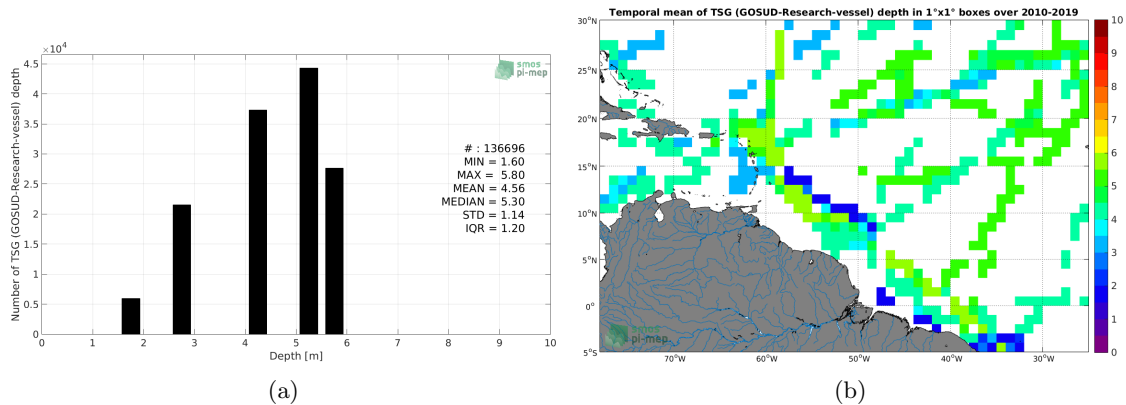 ×10⁴
4.5
4
3.5
3
2.5
2
1.5
1
0.5
0
Number of TSG (GOSUD-Research-vessel) depth
smos
pi-mep
# : 136696
MIN = 1.60
MAX = 5.80
MEAN = 4.56
MEDIAN = 5.30
STD = 1.14
IQR = 1.20
0 1 2 3 4 5 6 7 8 9 10
Depth [m]
(a)
Temporal mean of TSG (GOSUD-Research-vessel) depth in 1°x1° boxes over 2010-2019
30°N
25°N
20°N
15°N
10°N
5°N
0°
5°S
smos
pi-mep
70°W 60°W 50°W 40°W 30°W
10
9
8
7
6
5
4
3
2
1
0
(b)